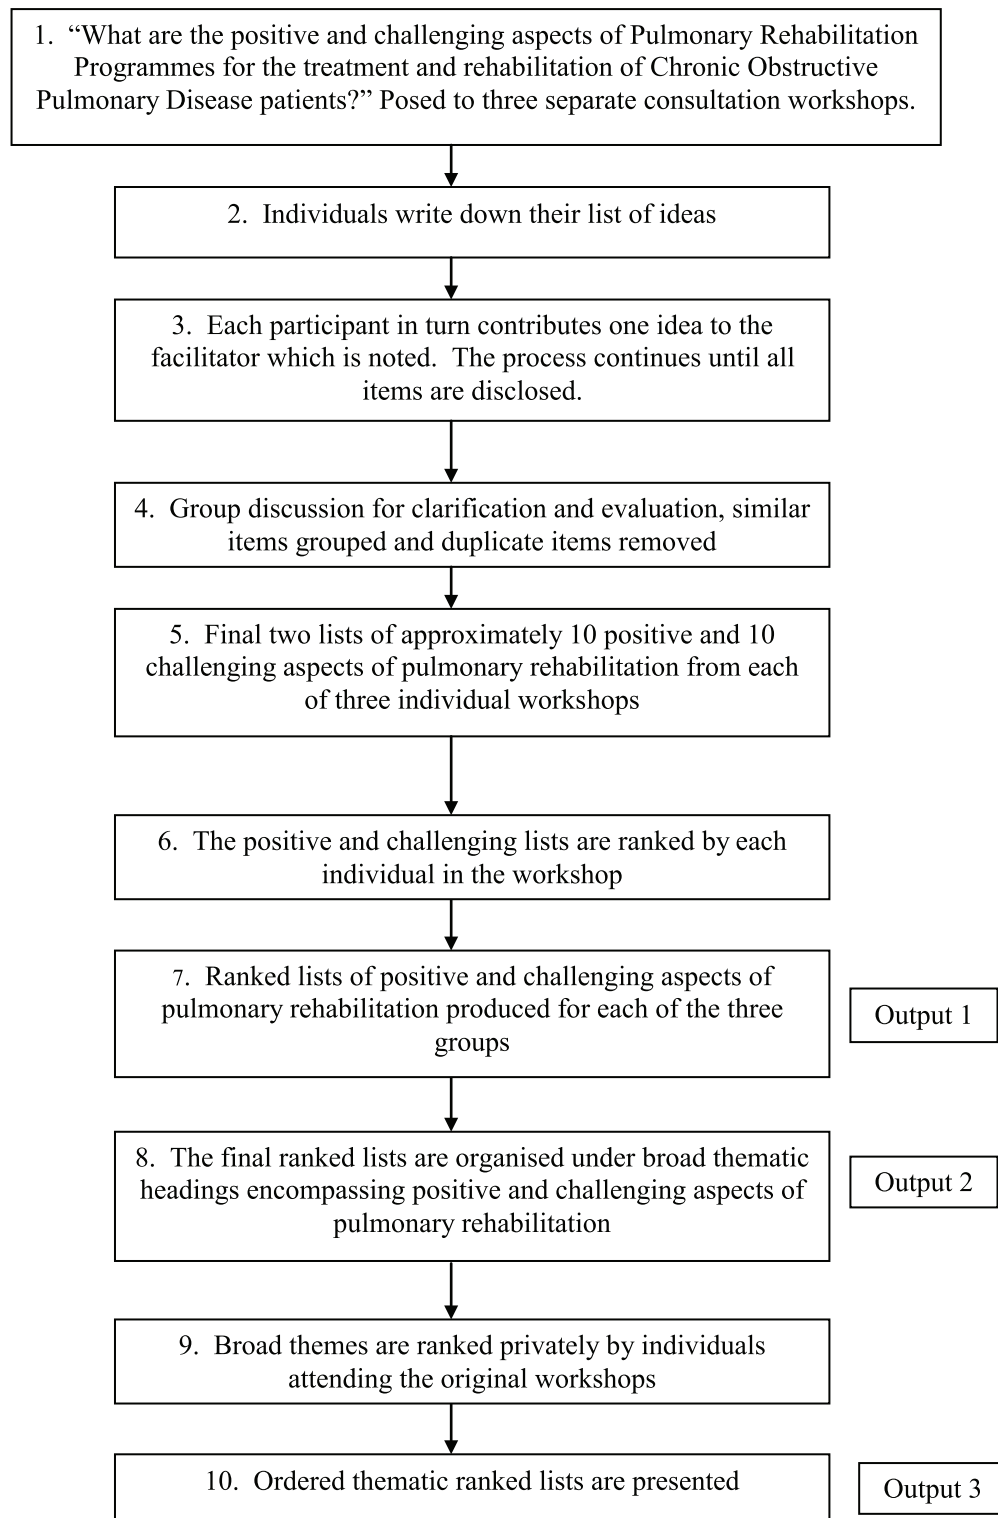 1. “What are the positive and challenging aspects of Pulmonary Rehabilitation
Programmes for the treatment and rehabilitation of Chronic Obstructive
Pulmonary Disease patients?” Posed to three separate consultation workshops.
2. Individuals write down their list of ideas
3. Each participant in turn contributes one idea to the
facilitator which is noted. The process continues until all
items are disclosed.
4. Group discussion for clarification and evaluation, similar
items grouped and duplicate items removed
5. Final two lists of approximately 10 positive and 10
challenging aspects of pulmonary rehabilitation from each
of three individual workshops
6. The positive and challenging lists are ranked by each
individual in the workshop
7. Ranked lists of positive and challenging aspects of
pulmonary rehabilitation produced for each of the three
groups
Output 1
8. The final ranked lists are organised under broad thematic
headings encompassing positive and challenging aspects of
pulmonary rehabilitation
Output 2
9. Broad themes are ranked privately by individuals
attending the original workshops
10. Ordered thematic ranked lists are presented
Output 3